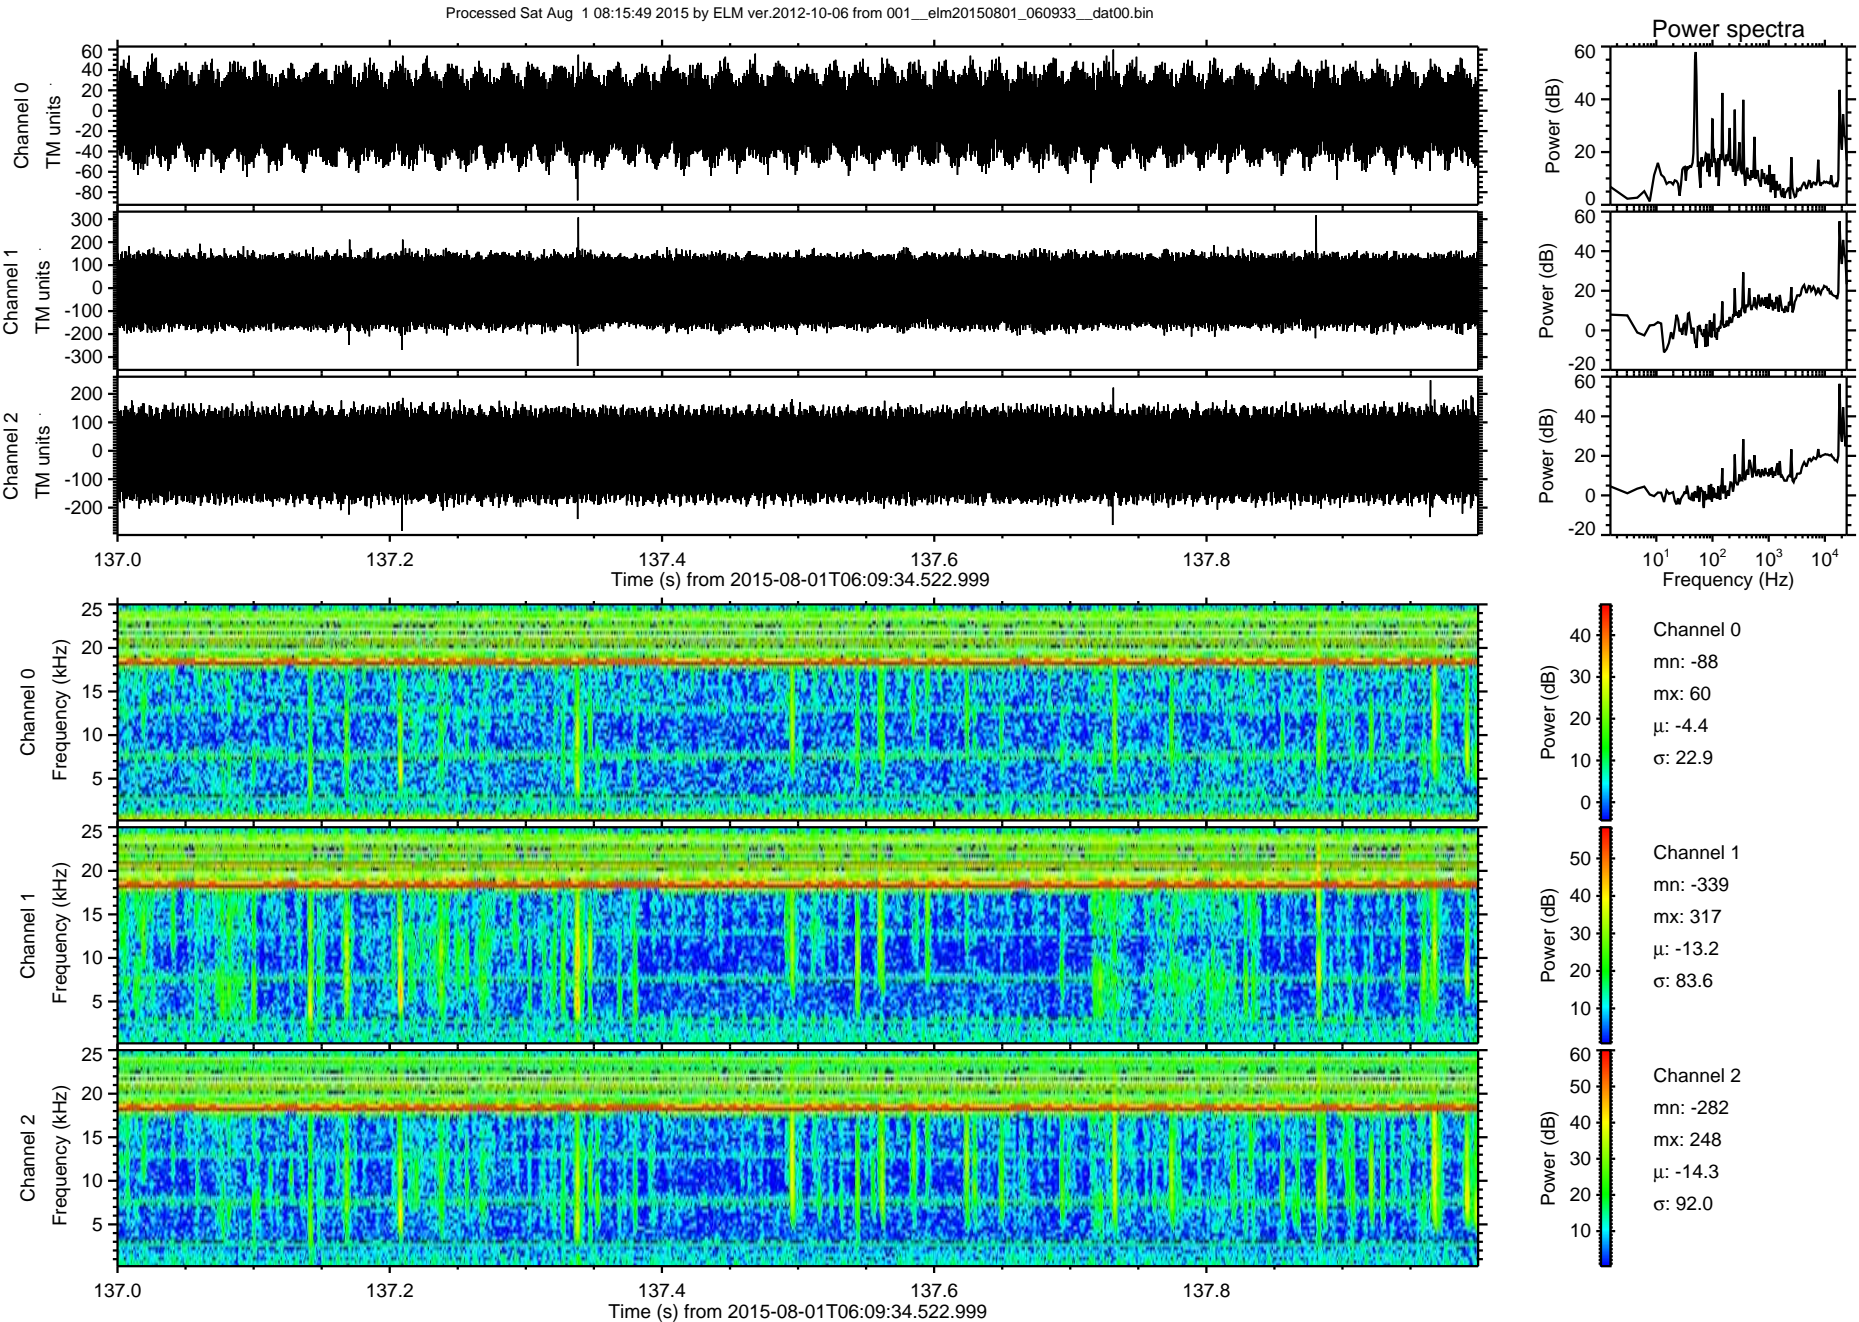 Processed Sat Aug 1 08:15:49 2015 by ELM ver.2012-10-06 from 001__elm20150801_060933__dat00.bin
Power spectra
Channel 0
TM units
60
40
20
0
-20
-40
-60
-80
Power (dB)
60
40
20
0
Channel 1
TM units
300
200
100
0
-100
-200
-300
Power (dB)
60
40
20
0
-20
Channel 2
TM units
200
100
0
-100
-200
Power (dB)
60
40
20
0
-20
137.0 137.2 137.4 137.6 137.8
Time (s) from 2015-08-01T06:09:34.522.999
10¹ 10² 10³ 10⁴
Frequency (Hz)
Channel 0
Frequency (kHz)
25
20
15
10
5
Power (dB)
40
30
20
10
0
Channel 0
mn: -88
mx: 60
μ: -4.4
σ: 22.9
Channel 1
Frequency (kHz)
25
20
15
10
5
Power (dB)
50
40
30
20
10
Channel 1
mn: -339
mx: 317
μ: -13.2
σ: 83.6
Channel 2
Frequency (kHz)
25
20
15
10
5
Power (dB)
60
50
40
30
20
10
Channel 2
mn: -282
mx: 248
μ: -14.3
σ: 92.0
137.0 137.2 137.4 137.6 137.8
Time (s) from 2015-08-01T06:09:34.522.999